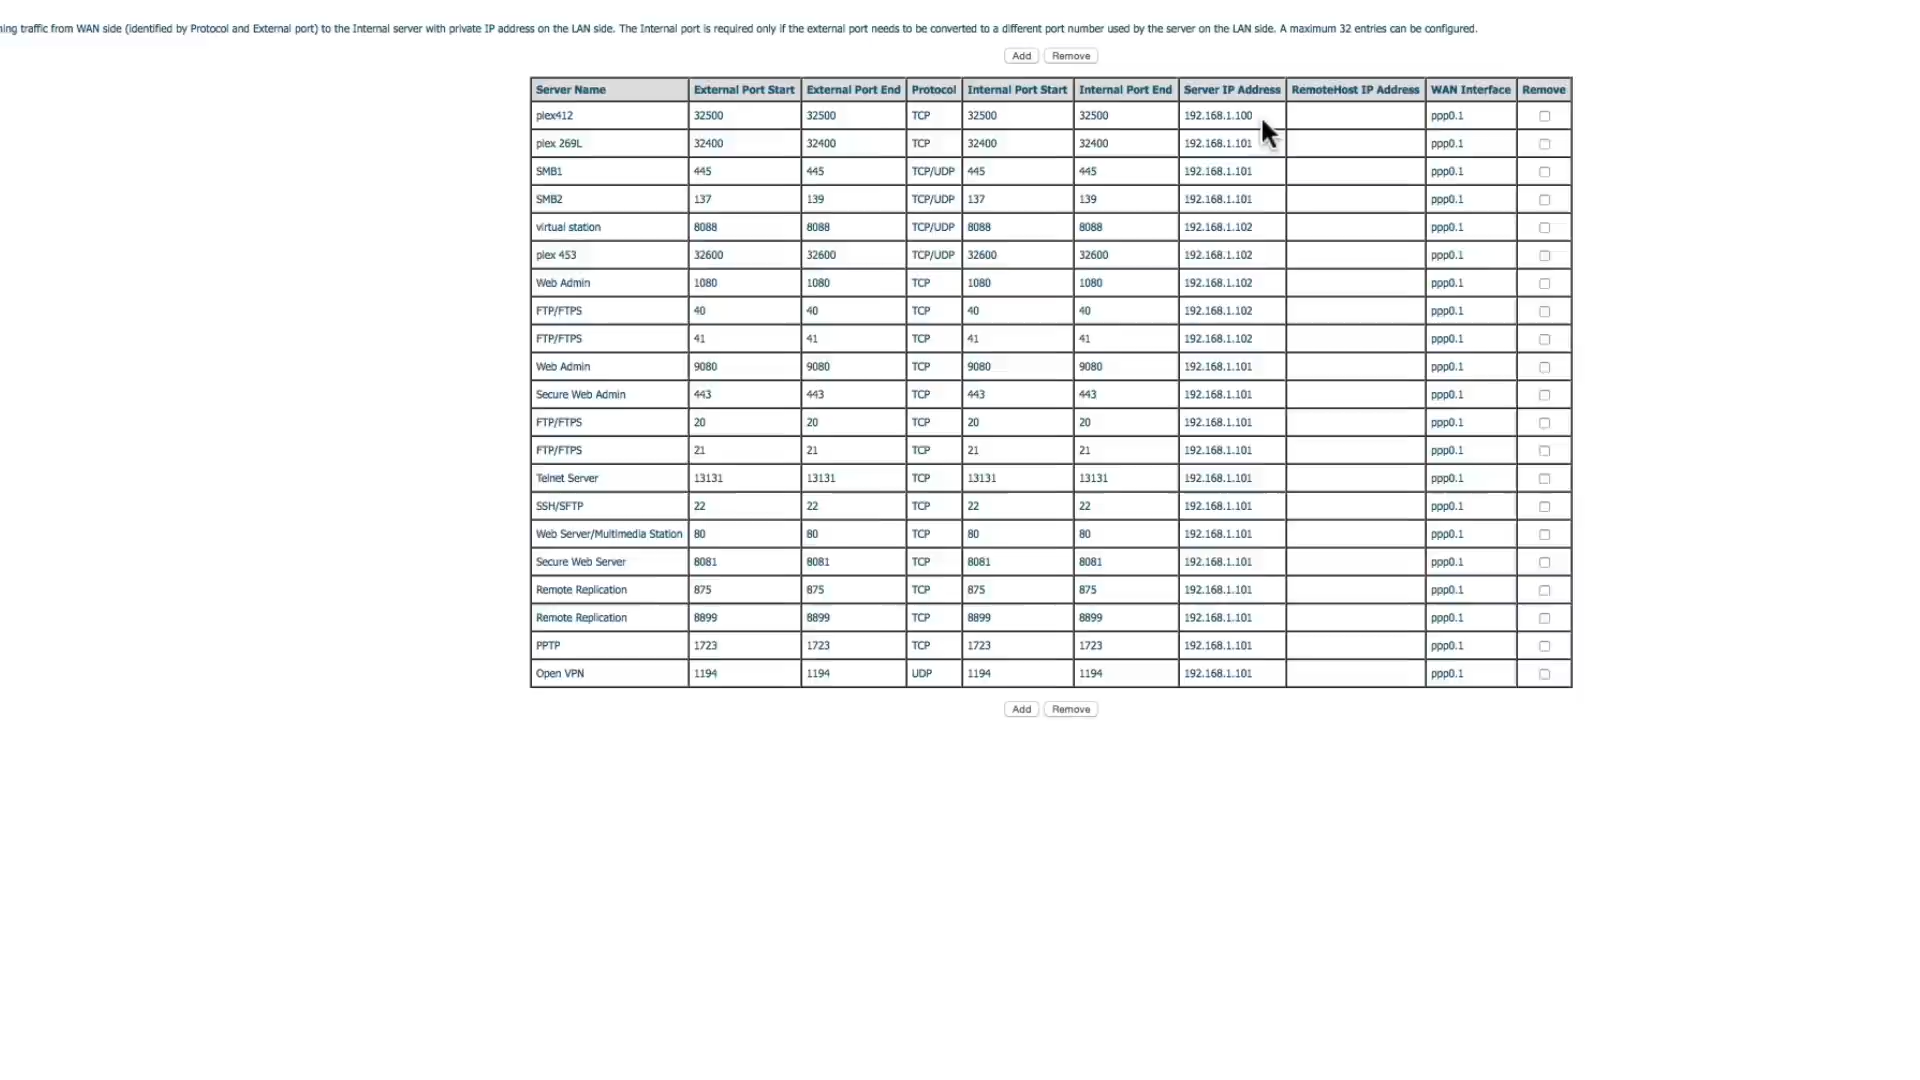 ning traffic from WAN side (identified by Protocol and External port) to the Internal server with private IP address on the LAN side. The Internal port is required only if the external port needs to be converted to a different port number used by the server on the LAN side. A maximum 32 entries can be configured.
Add Remove
Server Name External Port Start External Port End Protocol Internal Port Start Internal Port End Server IP Address RemoteHost IP Address WAN Interface Remove
plex412 32500 32500 TCP 32500 32500 192.168.1.100 ppp0.1
plex 269L 32400 32400 TCP 32400 32400 192.168.1.101 ppp0.1
SMB1 445 445 TCP/UDP 445 445 192.168.1.101 ppp0.1
SMB2 137 139 TCP/UDP 137 139 192.168.1.101 ppp0.1
virtual station 8088 8088 TCP/UDP 8088 8088 192.168.1.102 ppp0.1
plex 453 32600 32600 TCP/UDP 32600 32600 192.168.1.102 ppp0.1
Web Admin 1080 1080 TCP 1080 1080 192.168.1.102 ppp0.1
FTP/FTPS 40 40 TCP 40 40 192.168.1.102 ppp0.1
FTP/FTPS 41 41 TCP 41 41 192.168.1.102 ppp0.1
Web Admin 9080 9080 TCP 9080 9080 192.168.1.101 ppp0.1
Secure Web Admin 443 443 TCP 443 443 192.168.1.101 ppp0.1
FTP/FTPS 20 20 TCP 20 20 192.168.1.101 ppp0.1
FTP/FTPS 21 21 TCP 21 21 192.168.1.101 ppp0.1
Telnet Server 13131 13131 TCP 13131 13131 192.168.1.101 ppp0.1
SSH/SFTP 22 22 TCP 22 22 192.168.1.101 ppp0.1
Web Server/Multimedia Station 80 80 TCP 80 80 192.168.1.101 ppp0.1
Secure Web Server 8081 8081 TCP 8081 8081 192.168.1.101 ppp0.1
Remote Replication 875 875 TCP 875 875 192.168.1.101 ppp0.1
Remote Replication 8899 8899 TCP 8899 8899 192.168.1.101 ppp0.1
PPTP 1723 1723 TCP 1723 1723 192.168.1.101 ppp0.1
Open VPN 1194 1194 UDP 1194 1194 192.168.1.101 ppp0.1
Add Remove